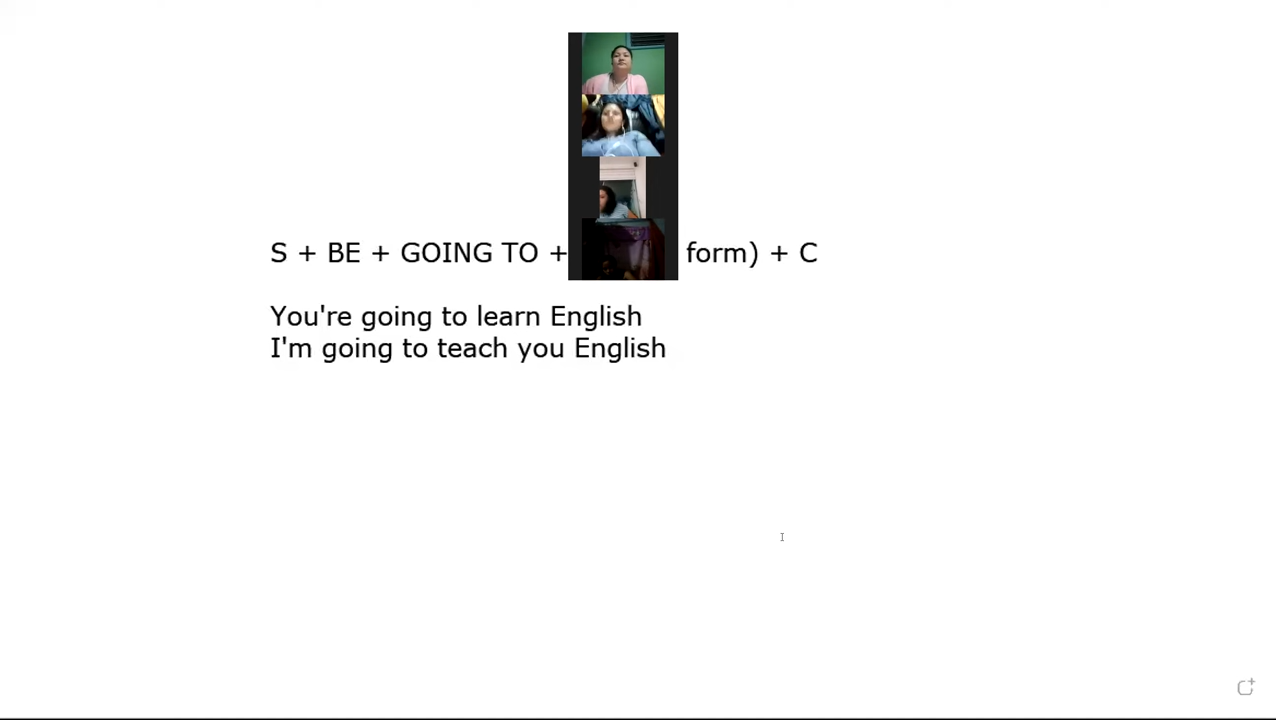 S + BE + GOING TO + form) + C
You're going to learn English
I'm going to teach you English